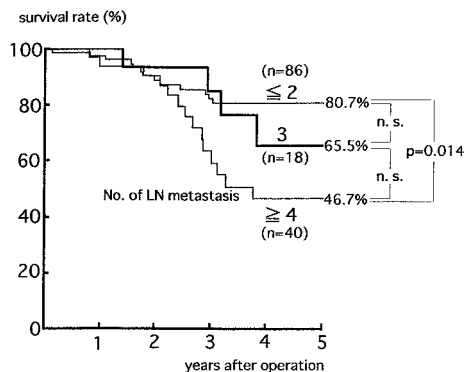 survival rate (%)
100
80
60
40
20
0
(n=86)
≦ 2
80.7%
n. s.
3
65.5%
(n=18)
p=0.014
n. s.
No. of LN metastasis
≧ 4
46.7%
(n=40)
1 2 3 4 5
years after operation